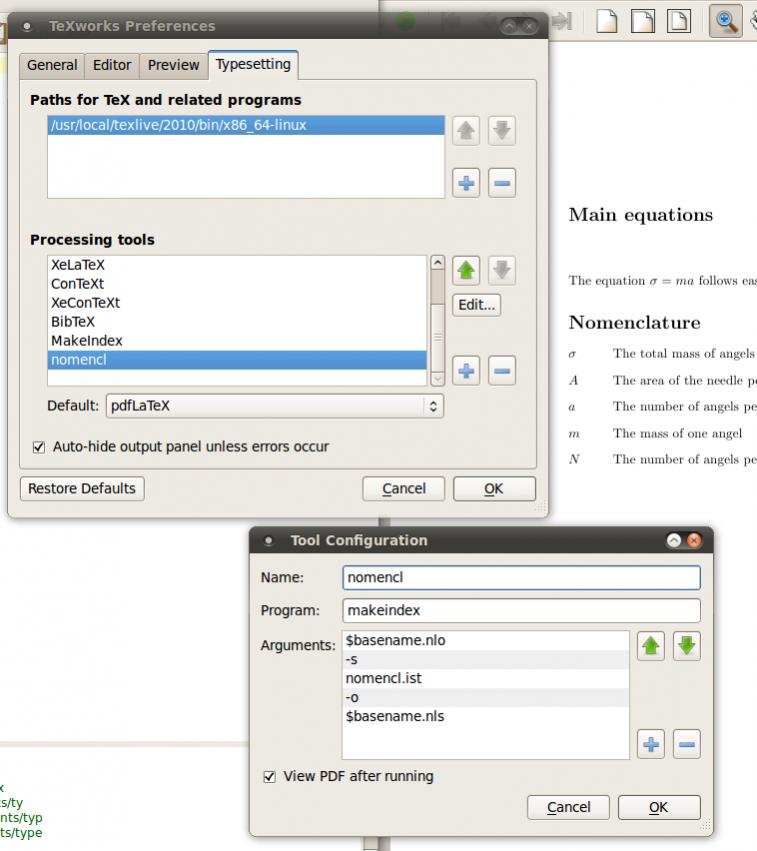 TeXworks Preferences
General Editor Preview Typesetting
Paths for TeX and related programs
/usr/local/texlive/2010/bin/x86_64-linux
Processing tools
XeLaTeX
ConTeXt
XeConTeXt
BibTeX
MakeIndex
nomencl
Edit...
Default: pdfLaTeX
Auto-hide output panel unless errors occur
Restore Defaults Cancel OK
Main equations
The equation σ = ma follows eas
Nomenclature
σ The total mass of angels
A The area of the needle pe
a The number of angels pe
m The mass of one angel
N The number of angels pe
Tool Configuration
Name: nomencl
Program: makeindex
Arguments: $basename.nlo
-s
nomencl.ist
-o
$basename.nls
View PDF after running
Cancel OK
x
s/ty
nts/typ
ts/type